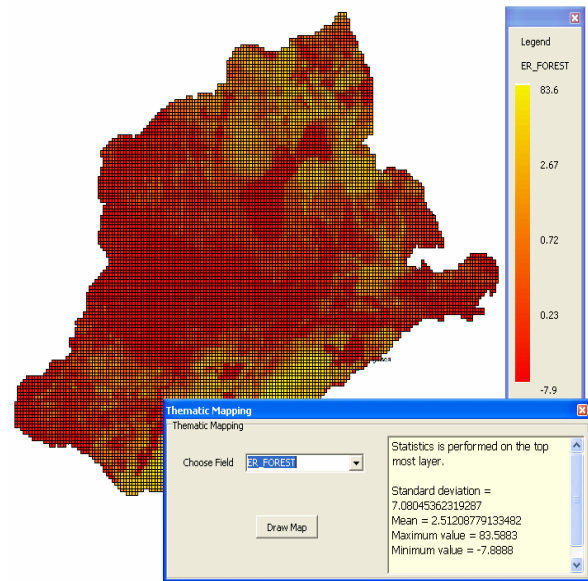 Legend
ER_FOREST
83.6
2.67
0.72
0.23
-7.9
Thematic Mapping
Thematic Mapping
Choose Field
ER_FOREST
Draw Map
Statistics is performed on the top
most layer.
Standard deviation =
7.08045362319287
Mean = 2.51208779133482
Maximum value = 83.5883
Minimum value = -7.8888